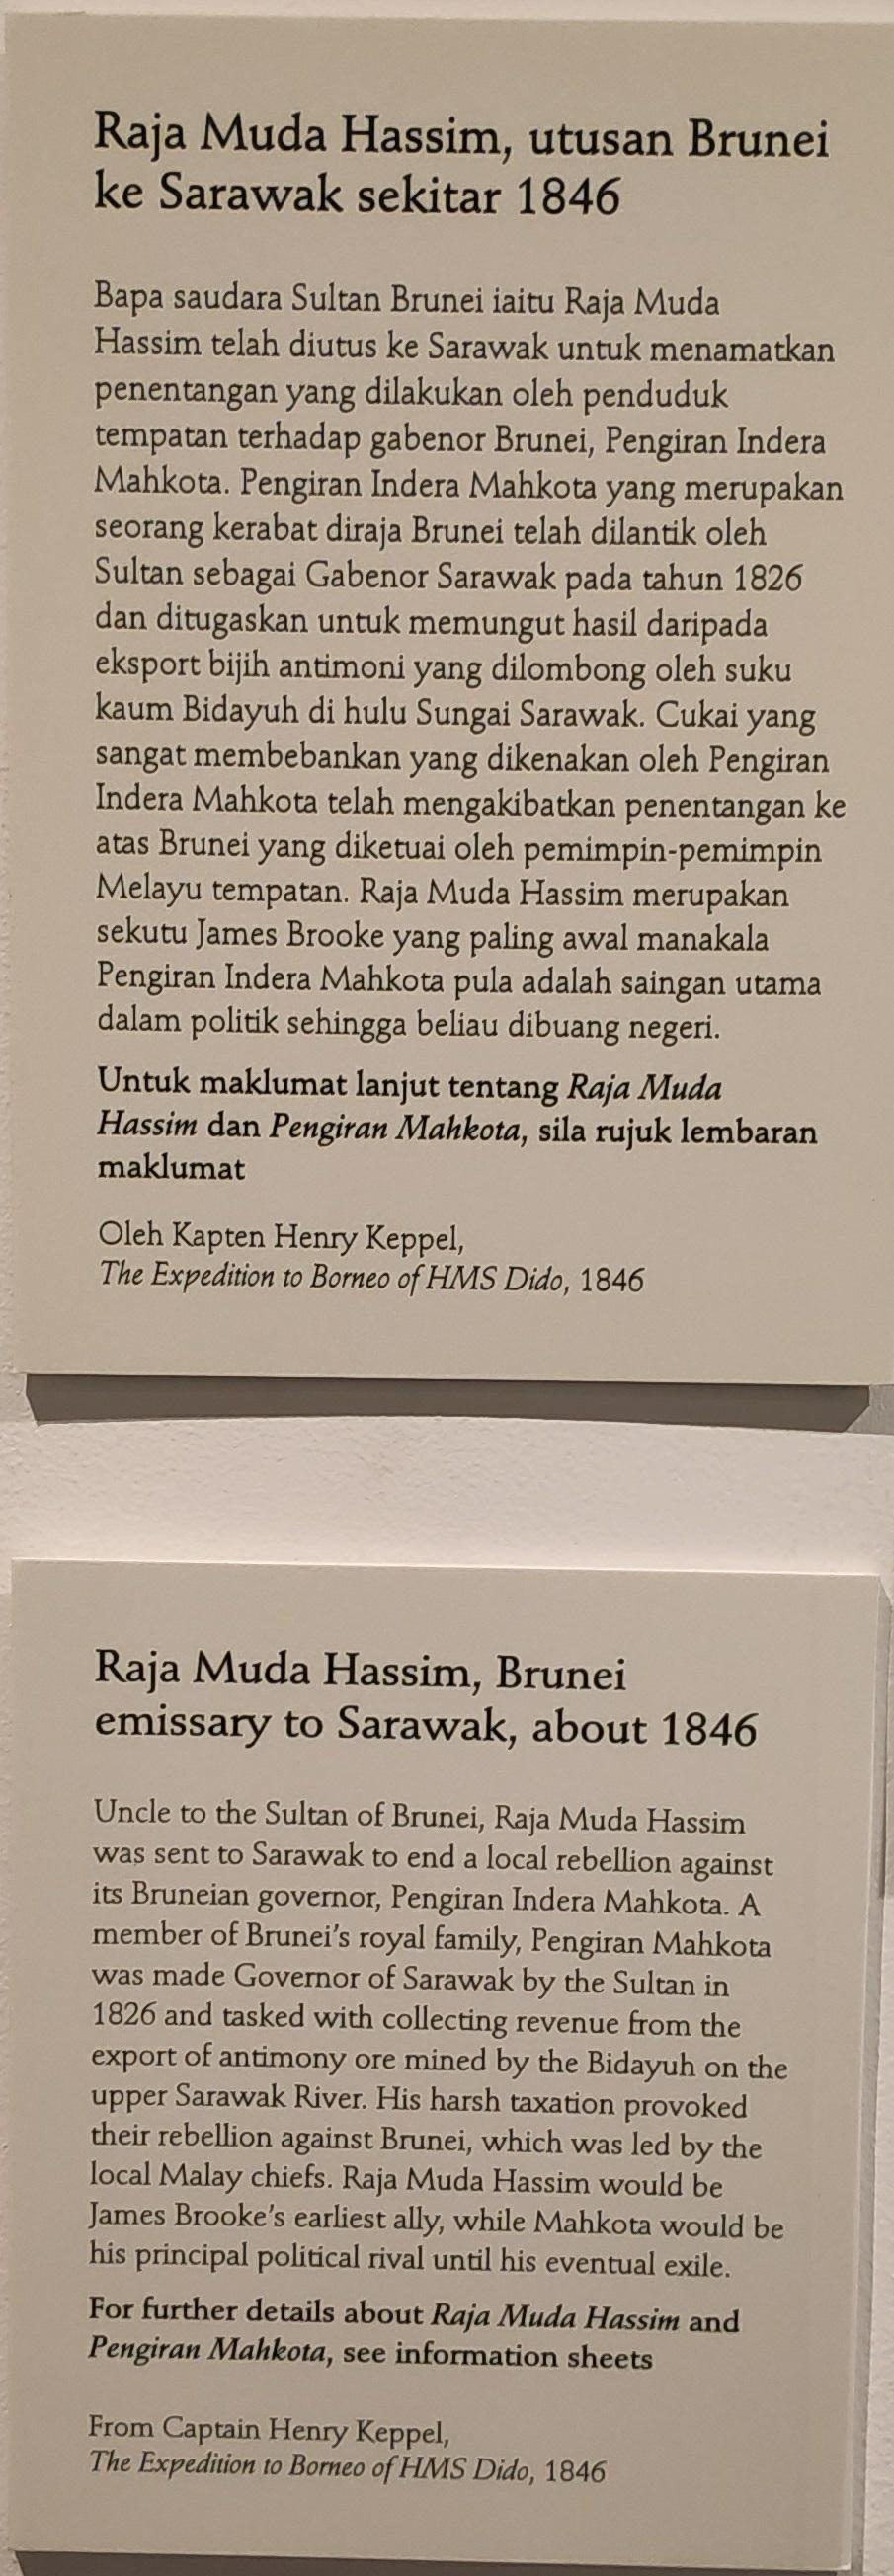 Raja Muda Hassim, utusan Brunei
ke Sarawak sekitar 1846
Bapa saudara Sultan Brunei iaitu Raja Muda
Hassim telah diutus ke Sarawak untuk menamatkan
penentangan yang dilakukan oleh penduduk
tempatan terhadap gabenor Brunei, Pengiran Indera
Mahkota. Pengiran Indera Mahkota yang merupakan
seorang kerabat diraja Brunei telah dilantik oleh
Sultan sebagai Gabenor Sarawak pada tahun 1826
dan ditugaskan untuk memungut hasil daripada
eksport bijih antimoni yang dilombong oleh suku
kaum Bidayuh di hulu Sungai Sarawak. Cukai yang
sangat membebankan yang dikenakan oleh Pengiran
Indera Mahkota telah mengakibatkan penentangan ke
atas Brunei yang diketuai oleh pemimpin-pemimpin
Melayu tempatan. Raja Muda Hassim merupakan
sekutu James Brooke yang paling awal manakala
Pengiran Indera Mahkota pula adalah saingan utama
dalam politik sehingga beliau dibuang negeri.
Untuk maklumat lanjut tentang Raja Muda
Hassim dan Pengiran Mahkota, sila rujuk lembaran
maklumat
Oleh Kapten Henry Keppel,
The Expedition to Borneo of HMS Dido, 1846
Raja Muda Hassim, Brunei
emissary to Sarawak, about 1846
Uncle to the Sultan of Brunei, Raja Muda Hassim
was sent to Sarawak to end a local rebellion against
its Bruneian governor, Pengiran Indera Mahkota. A
member of Brunei's royal family, Pengiran Mahkota
was made Governor of Sarawak by the Sultan in
1826 and tasked with collecting revenue from the
export of antimony ore mined by the Bidayuh on the
upper Sarawak River. His harsh taxation provoked
their rebellion against Brunei, which was led by the
local Malay chiefs. Raja Muda Hassim would be
James Brooke's earliest ally, while Mahkota would be
his principal political rival until his eventual exile.
For further details about Raja Muda Hassim and
Pengiran Mahkota, see information sheets
From Captain Henry Keppel,
The Expedition to Borneo of HMS Dido, 1846